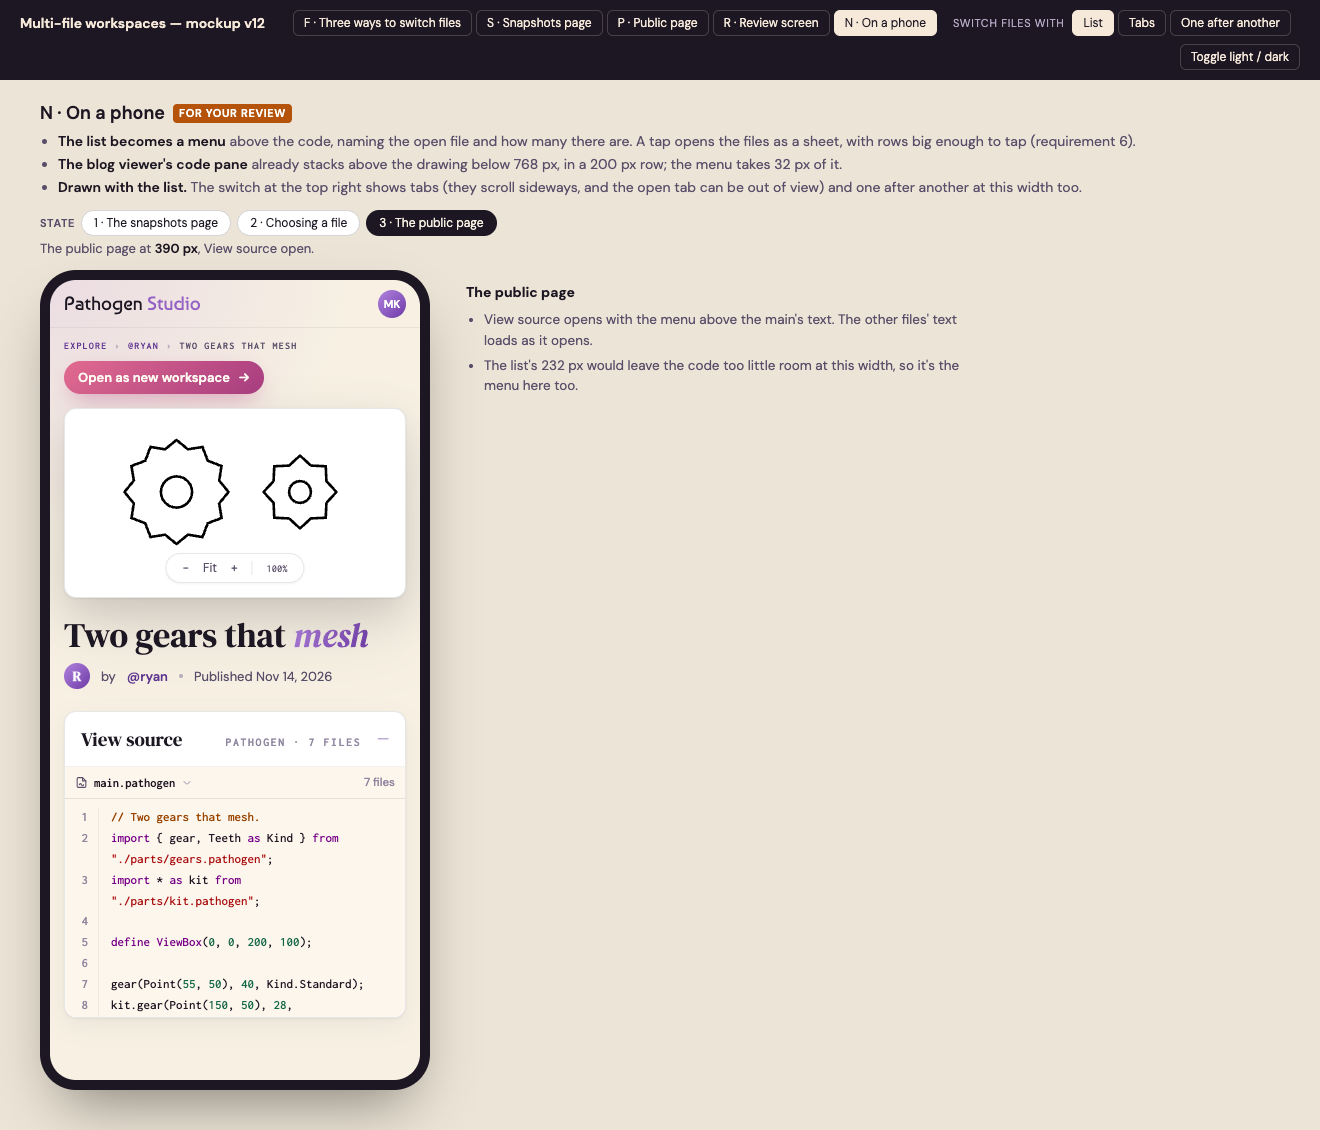 Multi-file workspaces — mockup v12
F · Three ways to switch files
S · Snapshots page
P · Public page
R · Review screen
N · On a phone
SWITCH FILES WITH
List
Tabs
One after another
Toggle light / dark
N · On a phone
FOR YOUR REVIEW
• The list becomes a menu above the code, naming the open file and how many there are. A tap opens the files as a sheet, with rows big enough to tap (requirement 6).
• The blog viewer's code pane already stacks above the drawing below 768 px, in a 200 px row; the menu takes 32 px of it.
• Drawn with the list. The switch at the top right shows tabs (they scroll sideways, and the open tab can be out of view) and one after another at this width too.
STATE
1 · The snapshots page
2 · Choosing a file
3 · The public page
The public page at 390 px, View source open.
Pathogen Studio
MK
EXPLORE › @RYAN › TWO GEARS THAT MESH
Open as new workspace →
− Fit + 100%
Two gears that mesh
R by @ryan • Published Nov 14, 2026
View source
PATHOGEN · 7 FILES —
main.pathogen
7 files
1 // Two gears that mesh.
2 import { gear, Teeth as Kind } from
"./parts/gears.pathogen";
3 import * as kit from
"./parts/kit.pathogen";
4
5 define ViewBox(0, 0, 200, 100);
6
7 gear(Point(55, 50), 40, Kind.Standard);
8 kit.gear(Point(150, 50), 28,
The public page
• View source opens with the menu above the main's text. The other files' text
loads as it opens.
• The list's 232 px would leave the code too little room at this width, so it's the
menu here too.